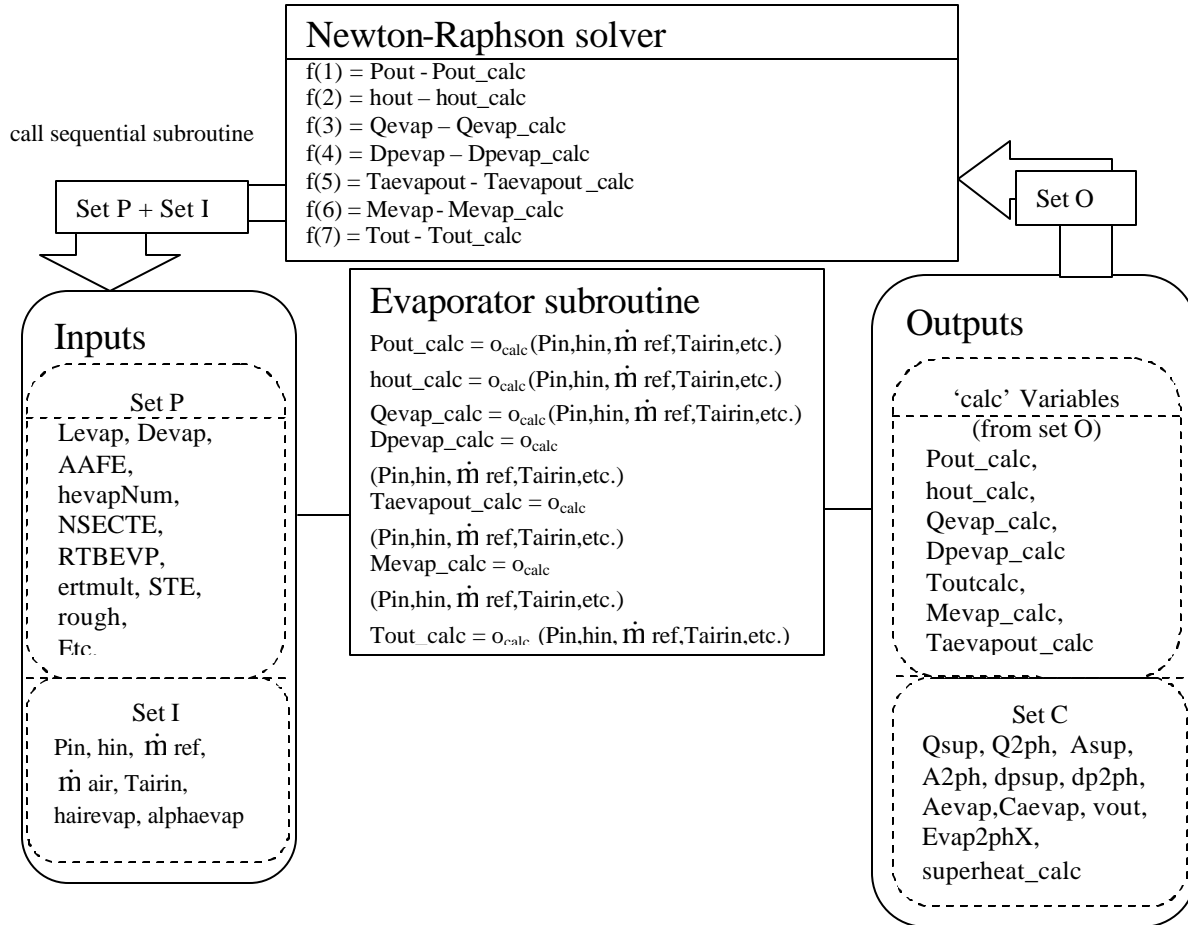 Newton-Raphson solver
f(1) = Pout - Pout_calc
f(2) = hout – hout_calc
f(3) = Qevap – Qevap_calc
f(4) = Dpevap – Dpevap_calc
f(5) = Taevapout - Taevapout_calc
f(6) = Mevap - Mevap_calc
f(7) = Tout - Tout_calc
call sequential subroutine
Set P + Set I
Set O
Inputs
Set P
Levap, Devap,
AAFE,
hevapNum,
NSECTE,
RTBEVP,
ertmult, STE,
rough,
Etc.
Set I
Pin, hin, ṁ ref,
ṁ air, Tairin,
hairevap, alphaevap
Evaporator subroutine
Pout_calc = o_calc (Pin,hin, ṁ ref,Tairin,etc.)
hout_calc = o_calc (Pin,hin, ṁ ref,Tairin,etc.)
Qevap_calc = o_calc (Pin,hin, ṁ ref,Tairin,etc.)
Dpevap_calc = o_calc
(Pin,hin, ṁ ref,Tairin,etc.)
Taevapout_calc = o_calc
(Pin,hin, ṁ ref,Tairin,etc.)
Mevap_calc = o_calc
(Pin,hin, ṁ ref,Tairin,etc.)
Tout_calc = o_calc (Pin,hin, ṁ ref,Tairin,etc.)
Outputs
‘calc’ Variables
(from set O)
Pout_calc,
hout_calc,
Qevap_calc,
Dpevap_calc
Toutcalc,
Mevap_calc,
Taevapout_calc
Set C
Qsup, Q2ph, Asup,
A2ph, dpsup, dp2ph,
Aevap,Caevap, vout,
Evap2phX,
superheat_calc